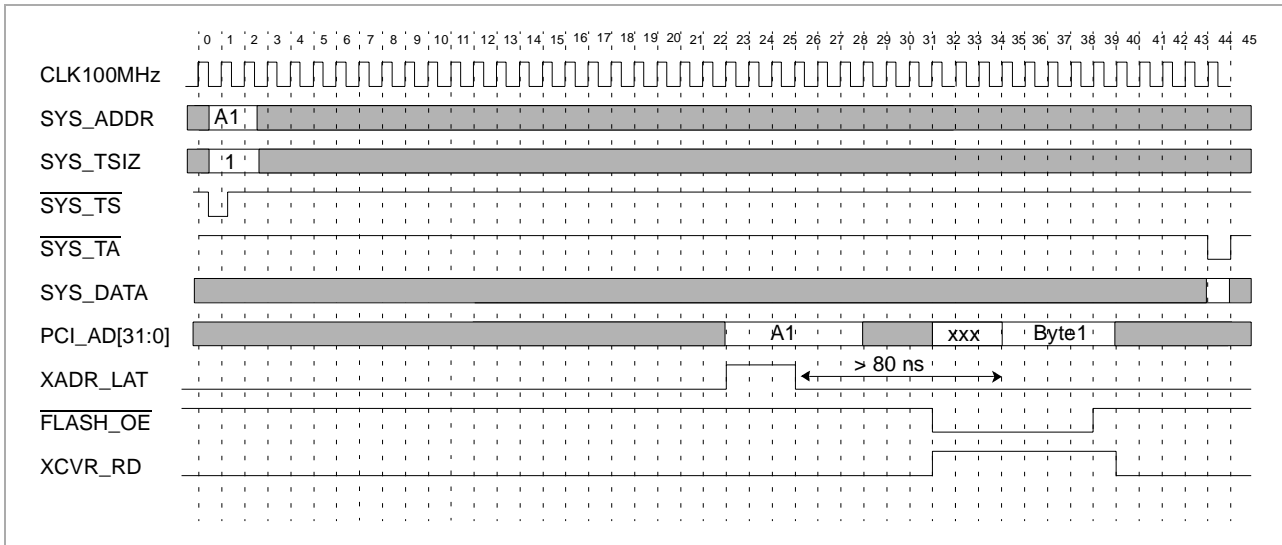 0 1 2 3 4 5 6 7 8 9 10 11 12 13 14 15 16 17 18 19 20 21 22 23 24 25 26 27 28 29 30 31 32 33 34 35 36 37 38 39 40 41 42 43 44 45
CLK100MHz
SYS_ADDR A1
SYS_TSIZ 1
SYS_TS
SYS_TA
SYS_DATA
PCI_AD[31:0] A1 xxx Byte1
XADR_LAT > 80 ns
FLASH_OE
XCVR_RD